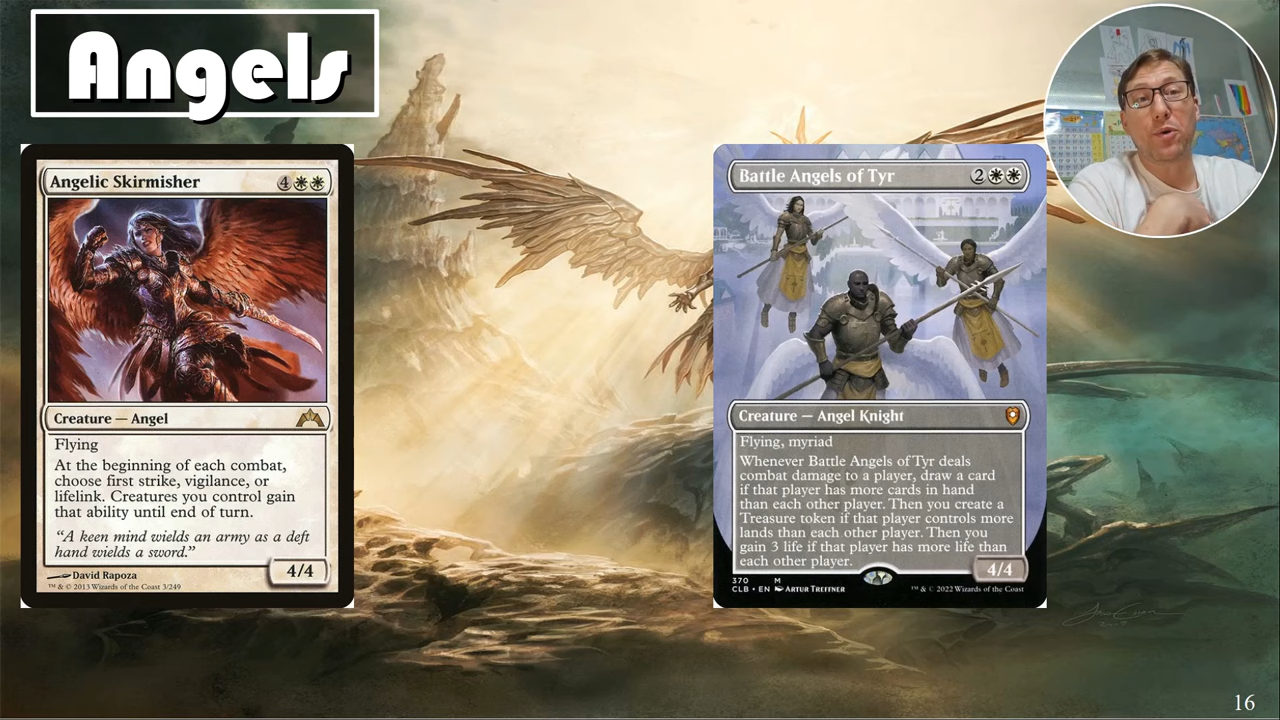 Angels
Angelic Skirmisher 4
Creature — Angel
Flying
At the beginning of each combat,
choose first strike, vigilance, or
lifelink. Creatures you control gain
that ability until end of turn.
“A keen mind wields an army as a deft
hand wields a sword.”
4/4
David Rapoza
™ & © 2013 Wizards of the Coast 3/249
Battle Angels of Tyr 2
Creature — Angel Knight
Flying, myriad
Whenever Battle Angels of Tyr deals
combat damage to a player, draw a card
if that player has more cards in hand
than each other player. Then you create a
Treasure token if that player controls more
lands than each other player. Then you
gain 3 life if that player has more life than
each other player.
4/4
370 M
CLB • EN Artur Treffner ™ & © 2022 Wizards of the Coast
16